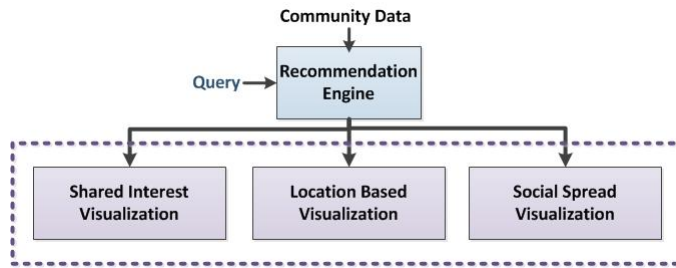 Community Data
Query
Recommendation
Engine
Shared Interest
Visualization
Location Based
Visualization
Social Spread
Visualization